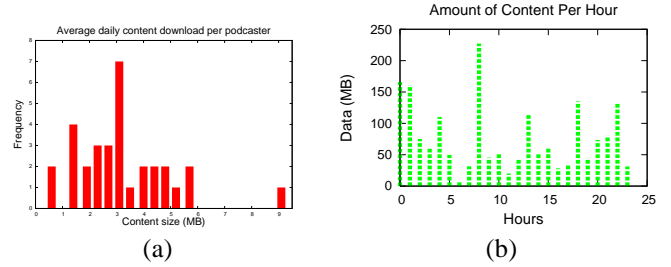 Average daily content download per podcaster
8
7
6
5
4
3
2
1
0
Frequency
0 1 2 3 4 5 6 7 8 9
Content size (MB)
(a)
Amount of Content Per Hour
250
200
150
100
50
0
Data (MB)
0 5 10 15 20 25
Hours
(b)